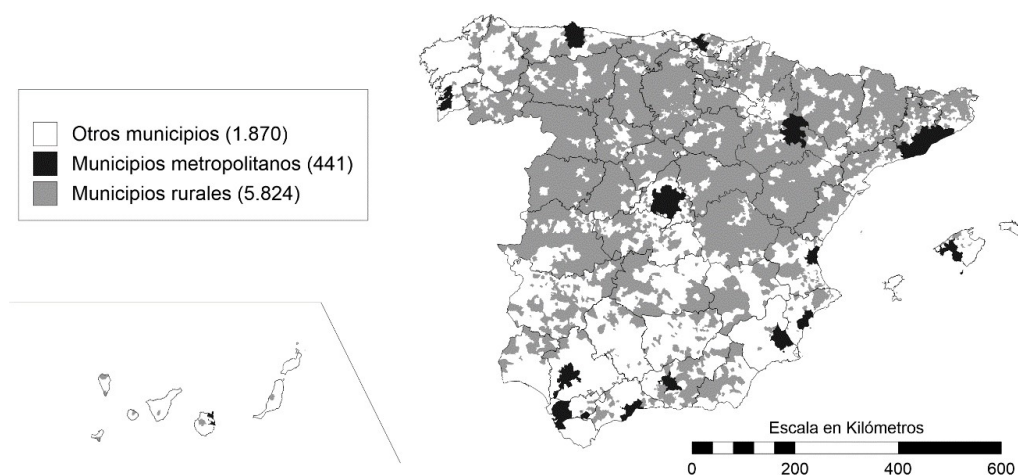 Otros municipios (1.870)
Municipios metropolitanos (441)
Municipios rurales (5.824)
Escala en Kilómetros
0 200 400 600